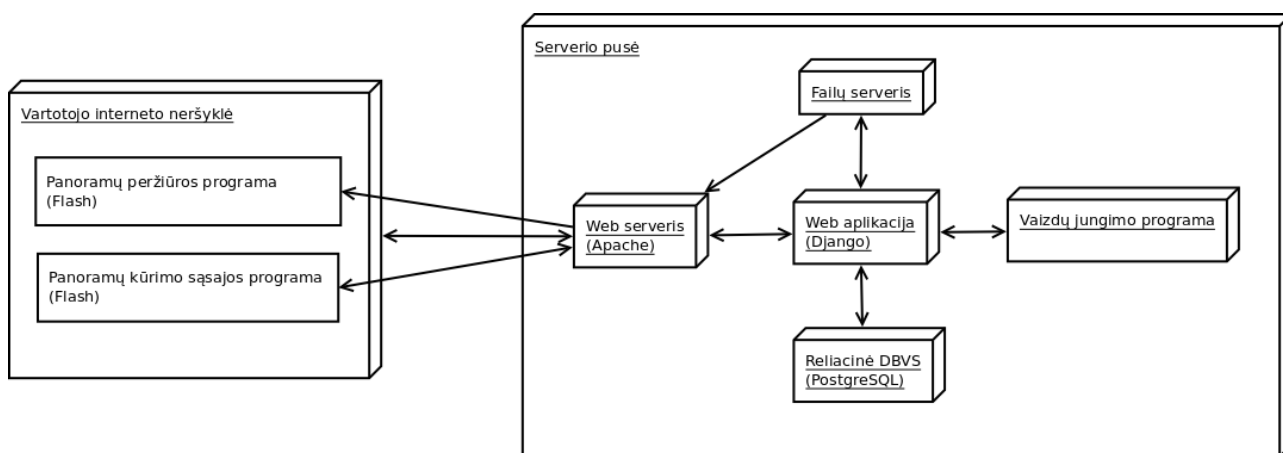 Serverio pusė
Failų serveris
Vartotojo interneto neršyklė
Panoramų peržiūros programa
(Flash)
Web serveris
(Apache)
Web aplikacija
(Django)
Vaizdų jungimo programa
Panoramų kūrimo sąsajos programa
(Flash)
Reliacinė DBVS
(PostgreSQL)